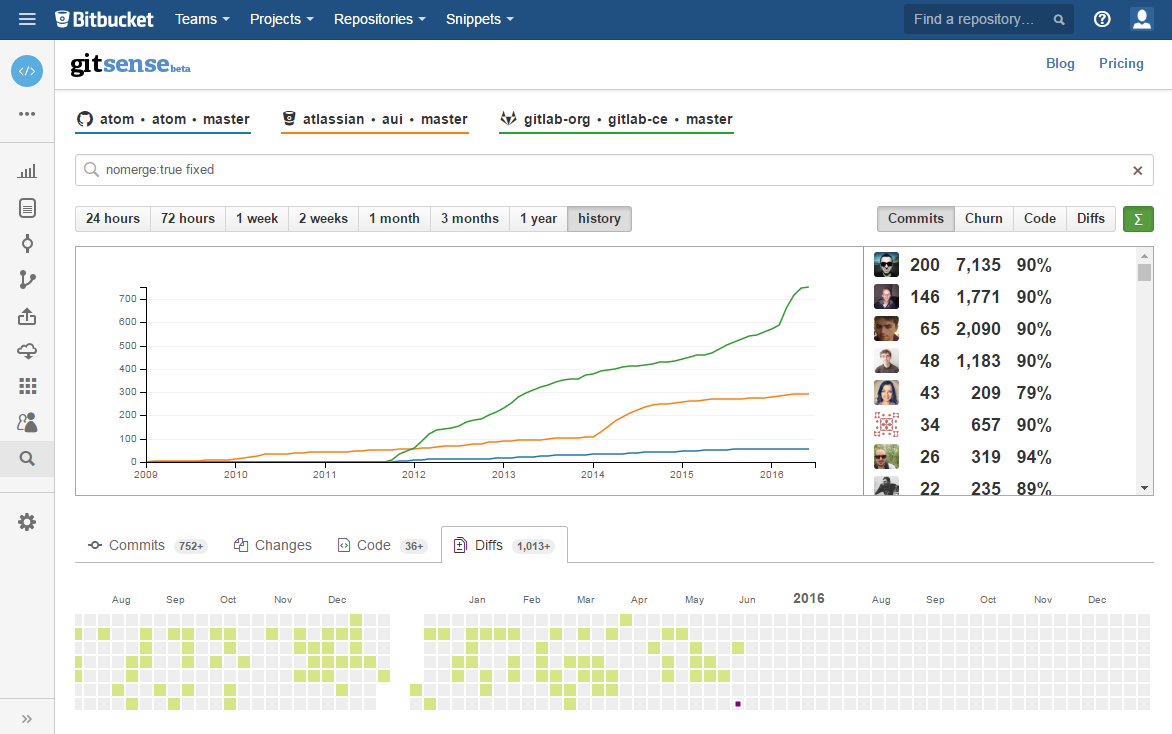 Bitbucket Teams Projects Repositories Snippets Find a repository...
gitsense beta Blog Pricing
atom • atom • master atlassian • aui • master gitlab-org • gitlab-ce • master
nomerge:true fixed
24 hours 72 hours 1 week 2 weeks 1 month 3 months 1 year history Commits Churn Code Diffs Σ
200 7,135 90%
146 1,771 90%
65 2,090 90%
48 1,183 90%
43 209 79%
34 657 90%
26 319 94%
22 235 89%
700
600
500
400
300
200
100
0
2009 2010 2011 2012 2013 2014 2015 2016
Commits 752+ Changes Code 36+ Diffs 1,013+
Aug Sep Oct Nov Dec Jan Feb Mar Apr May Jun 2016 Aug Sep Oct Nov Dec